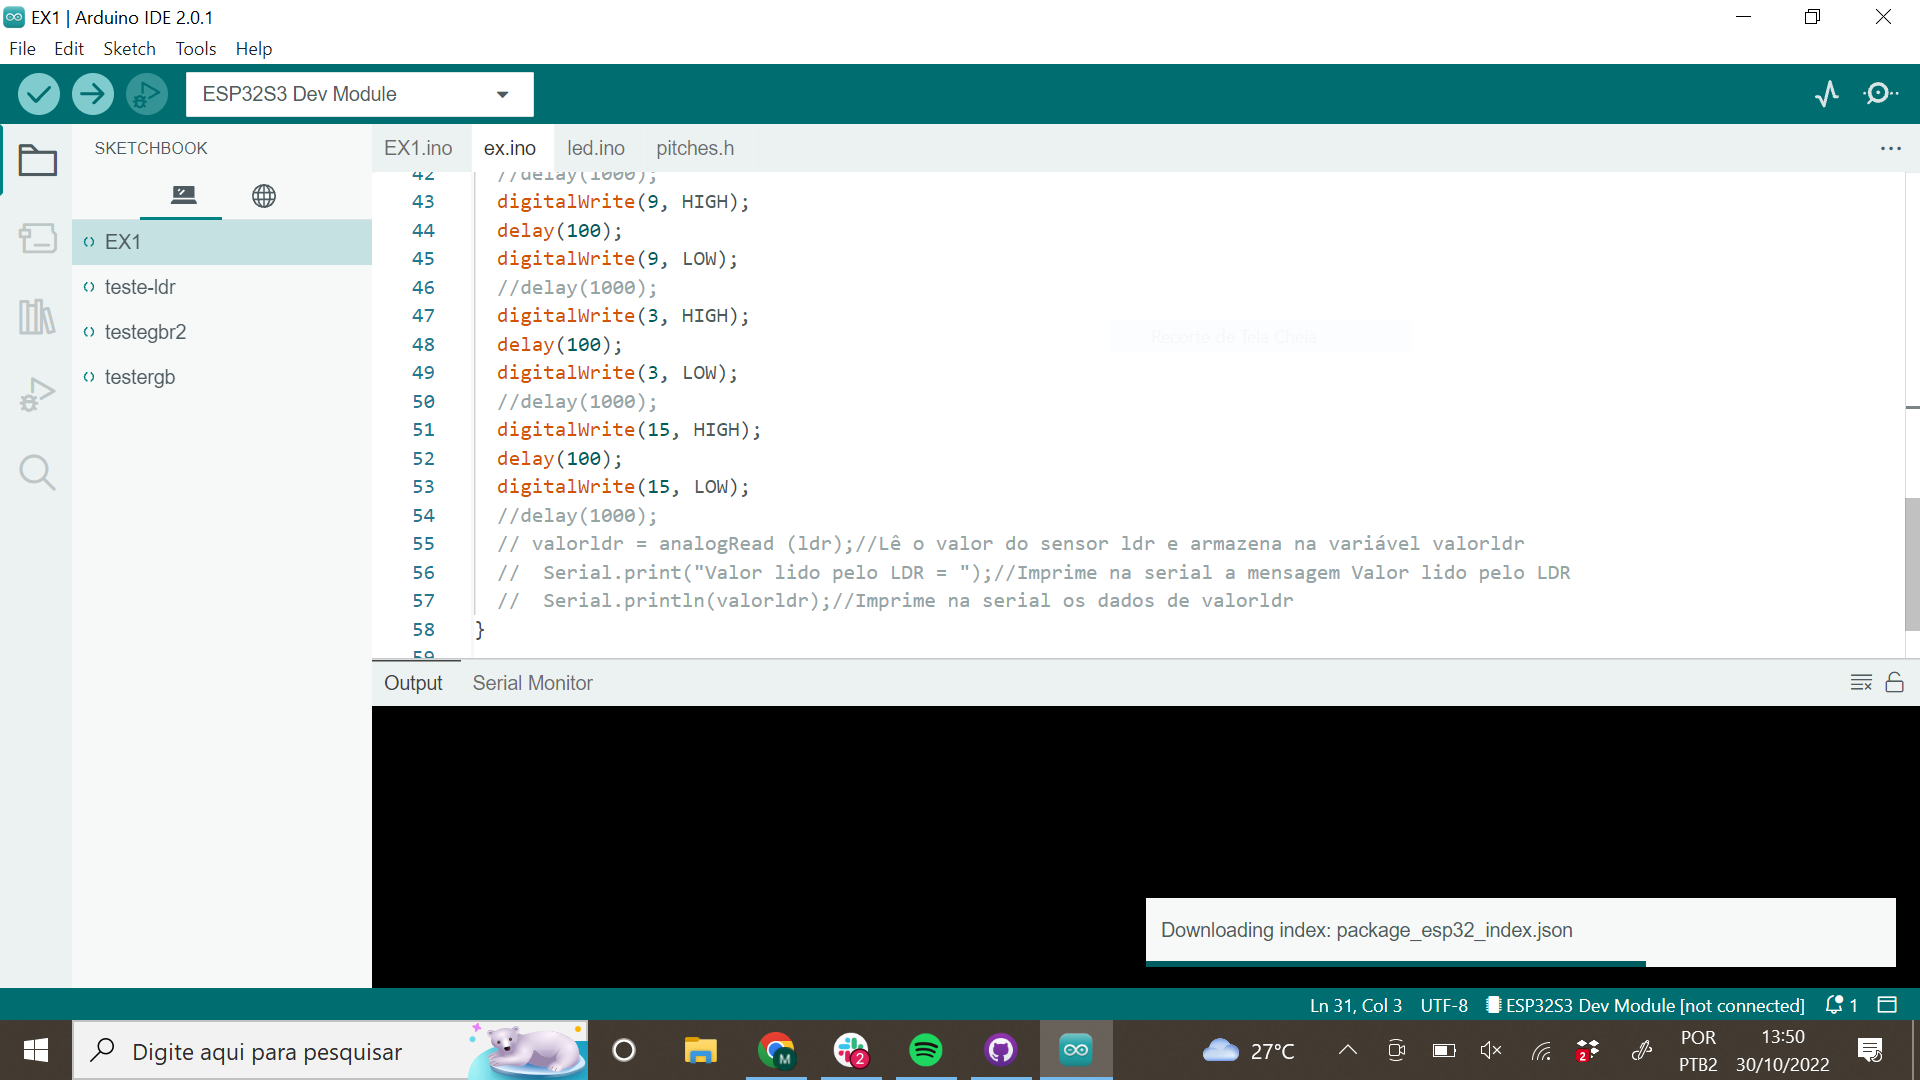 EX1 | Arduino IDE 2.0.1
File Edit Sketch Tools Help
ESP32S3 Dev Module
SKETCHBOOK
EX1
teste-ldr
testegbr2
testergb
EX1.ino ex.ino led.ino pitches.h
42 //delay(1000);
43 digitalWrite(9, HIGH);
44 delay(100);
45 digitalWrite(9, LOW);
46 //delay(1000);
47 digitalWrite(3, HIGH);
48 delay(100);
49 digitalWrite(3, LOW);
50 //delay(1000);
51 digitalWrite(15, HIGH);
52 delay(100);
53 digitalWrite(15, LOW);
54 //delay(1000);
55 // valorldr = analogRead (ldr);//Lê o valor do sensor ldr e armazena na variável valorldr
56 //  Serial.print("Valor lido pelo LDR = ");//Imprime na serial a mensagem Valor lido pelo LDR
57 //  Serial.println(valorldr);//Imprime na serial os dados de valorldr
58 }
59
Recorte de Tela Cheia
Output Serial Monitor
Downloading index: package_esp32_index.json
Ln 31, Col 3 UTF-8 ESP32S3 Dev Module [not connected] 1
Digite aqui para pesquisar
M
2
27°C
2
POR
PTB2
13:50
30/10/2022